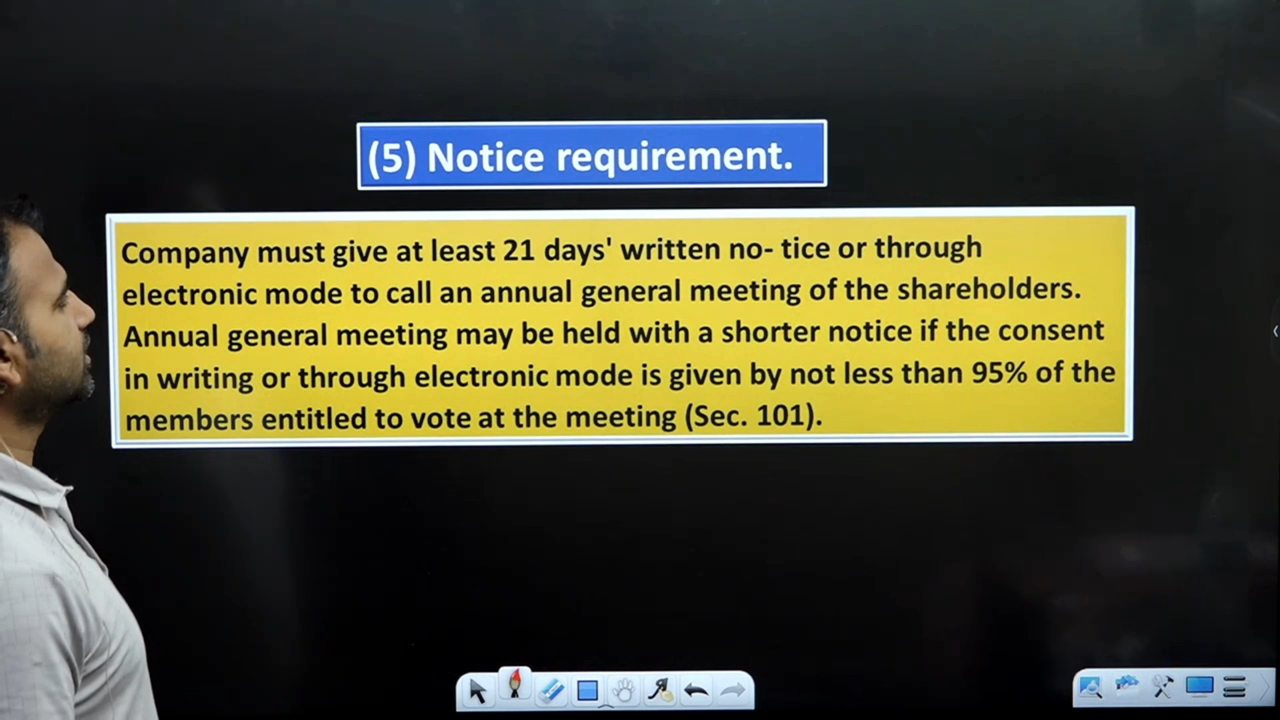 (5) Notice requirement.
Company must give at least 21 days' written no- tice or through
electronic mode to call an annual general meeting of the shareholders.
Annual general meeting may be held with a shorter notice if the consent
in writing or through electronic mode is given by not less than 95% of the
members entitled to vote at the meeting (Sec. 101).